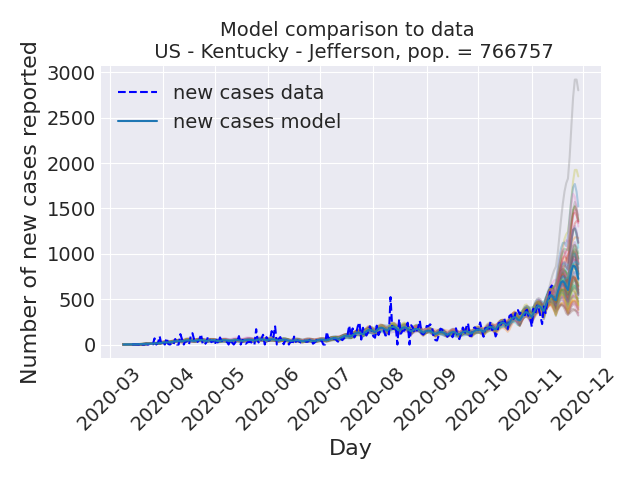 Model comparison to data
US - Kentucky - Jefferson, pop. = 766757
Number of new cases reported
3000
2500
2000
1500
1000
500
0
new cases data
new cases model
2020-03
2020-04
2020-05
2020-06
2020-07
2020-08
2020-09
2020-10
2020-11
2020-12
Day